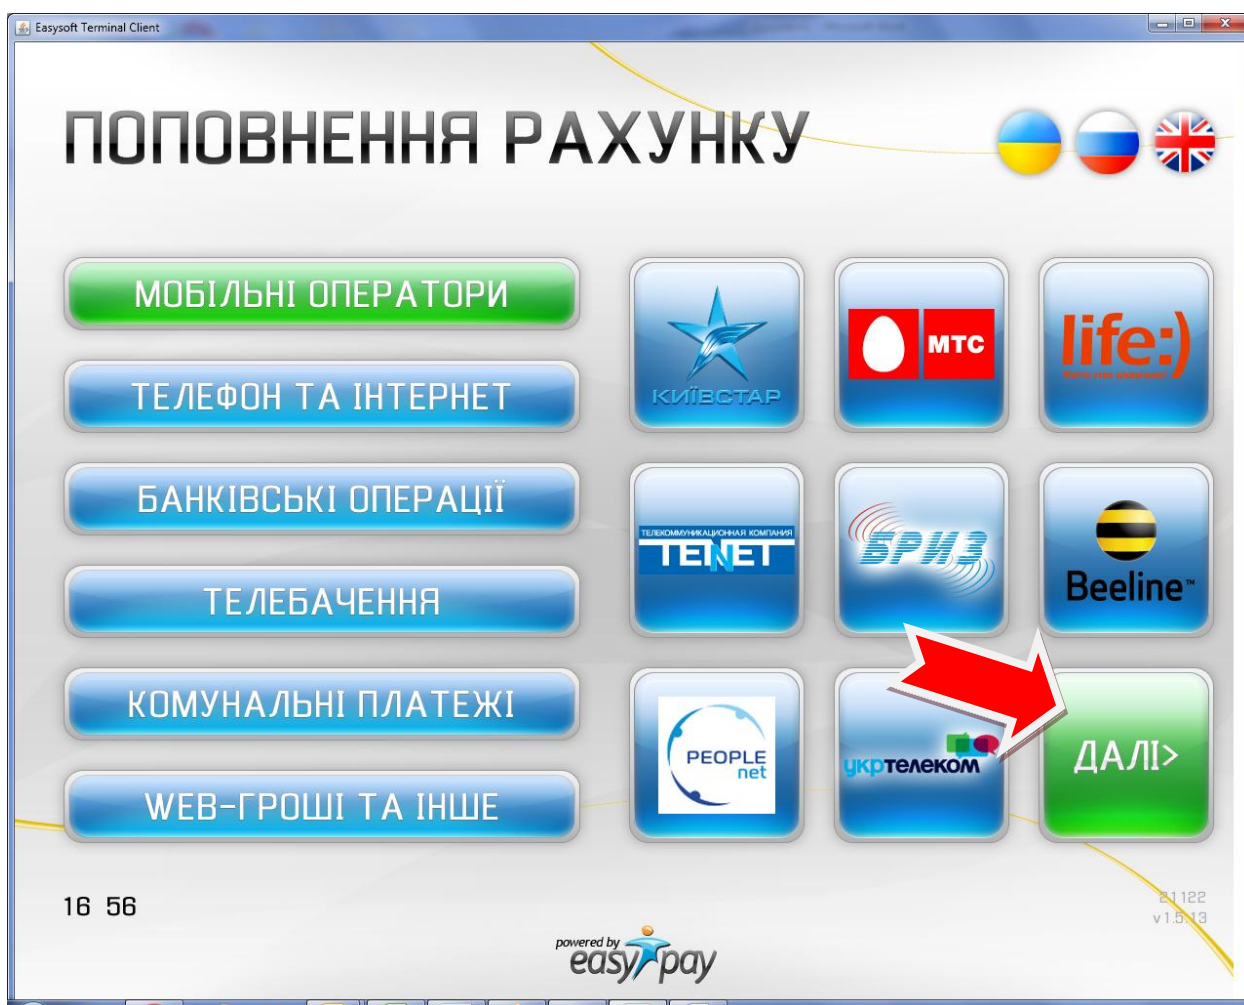 Easysoft Terminal Client
ПОПОВНЕННЯ РАХУНКУ
МОБІЛЬНІ ОПЕРАТОРИ
ТЕЛЕФОН ТА ІНТЕРНЕТ
БАНКІВСЬКІ ОПЕРАЦІЇ
ТЕЛЕБАЧЕННЯ
КОМУНАЛЬНІ ПЛАТЕЖІ
WEB-ГРОШІ ТА ІНШЕ
КИЇВСТАР
МТС
life:)
ТЕЛЕКОММУНИКАЦИОННАЯ КОМПАНИЯ
TENET
БРИЗ
Beeline™
PEOPLE
net
укртелеком
ДАЛІ>
16 56
21122
v1.5.13
powered by
easypay